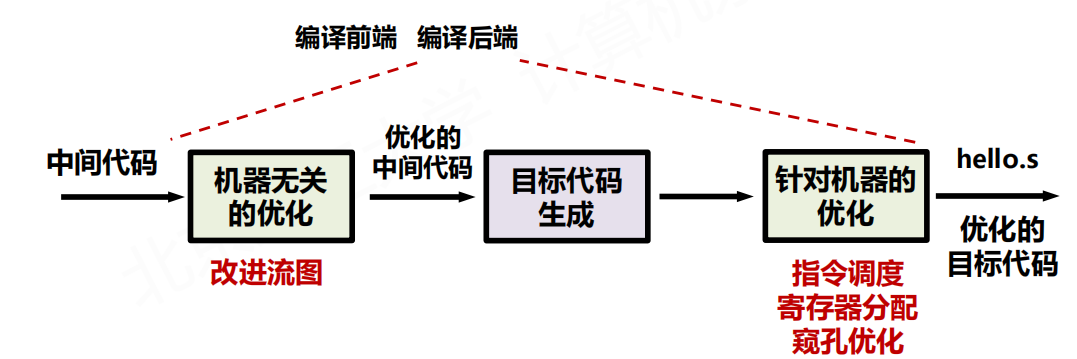 编译前端 编译后端
中间代码
机器无关
的优化
改进流图
优化的
中间代码
目标代码
生成
针对机器的
优化
指令调度
寄存器分配
窥孔优化
hello.s
优化的
目标代码